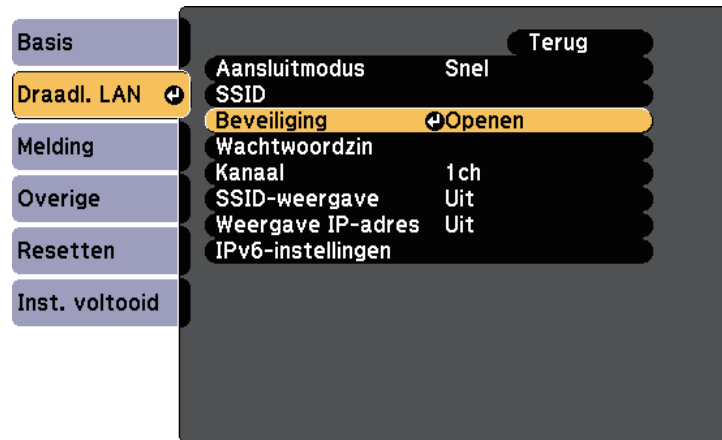 Basis
Draadl. LAN
Melding
Overige
Resetten
Inst. voltooid
Terug
Aansluitmodus Snel
SSID
Beveiliging Openen
Wachtwoordzin
Kanaal 1ch
SSID-weergave Uit
Weergave IP-adres Uit
IPv6-instellingen